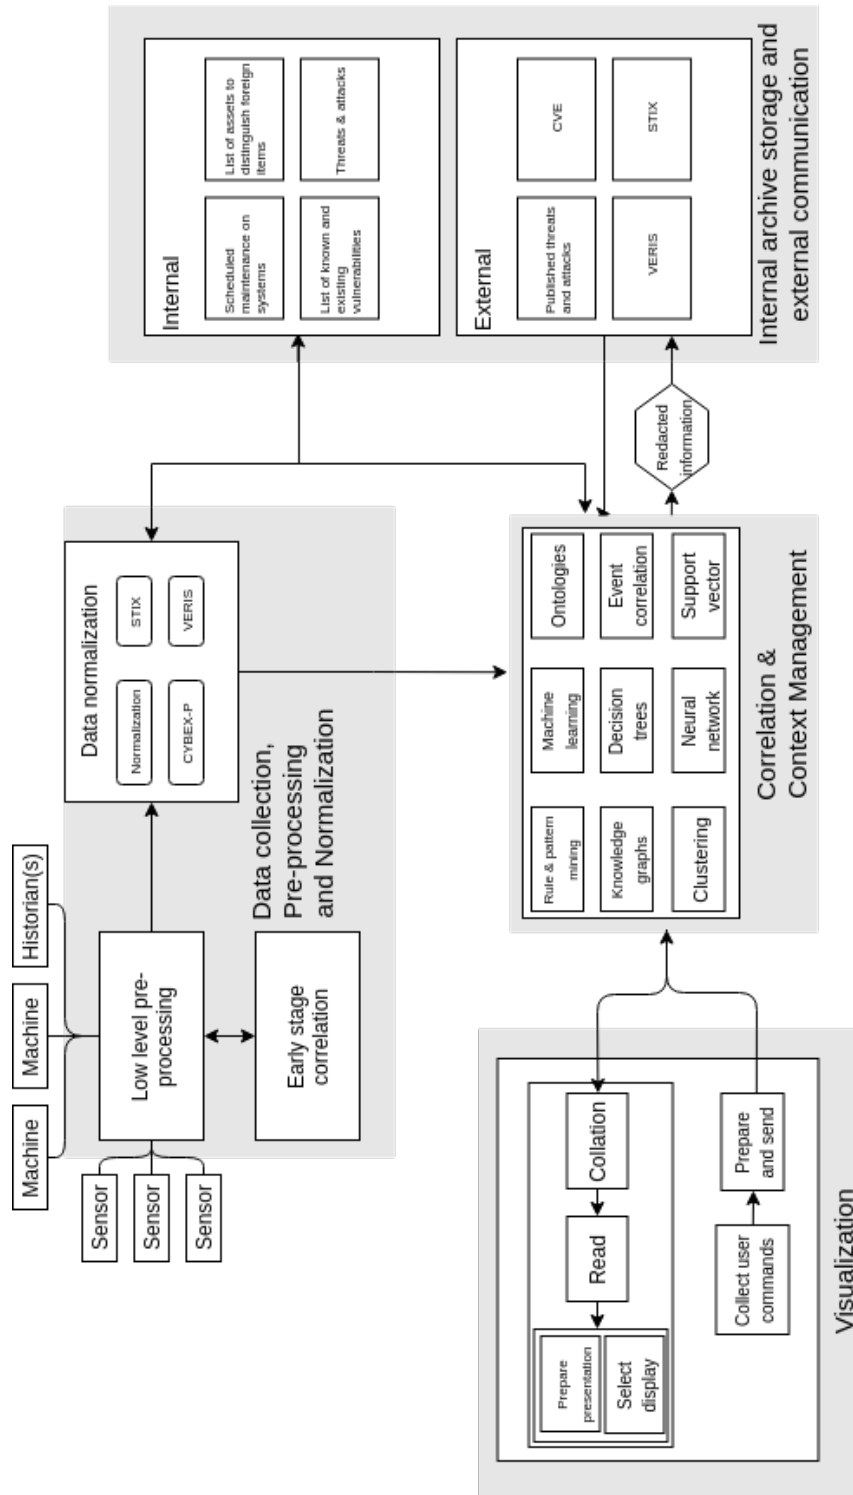 Sensor
Sensor
Sensor
Machine
Machine
Historian(s)
Low level pre-
processing
Early stage
correlation
Data collection,
Pre-processing
and Normalization
Data normalization
Normalization
STIX
CYBEX-P
VERIS
Internal
Scheduled
maintenance on
systems
List of assets to
distinguish foreign
items
List of known and
existing
vulnerabilities
Threats & attacks
External
Published threats
and attacks
CVE
VERIS
STIX
Internal archive storage and
external communication
Redacted
information
Rule & pattern
mining
Machine
learning
Ontologies
Knowledge
graphs
Decision
trees
Event
correlation
Clustering
Neural
network
Support
vector
Correlation &
Context Management
Prepare
presentation
Select
display
Read
Collation
Collect user
commands
Prepare
and send
Visualization